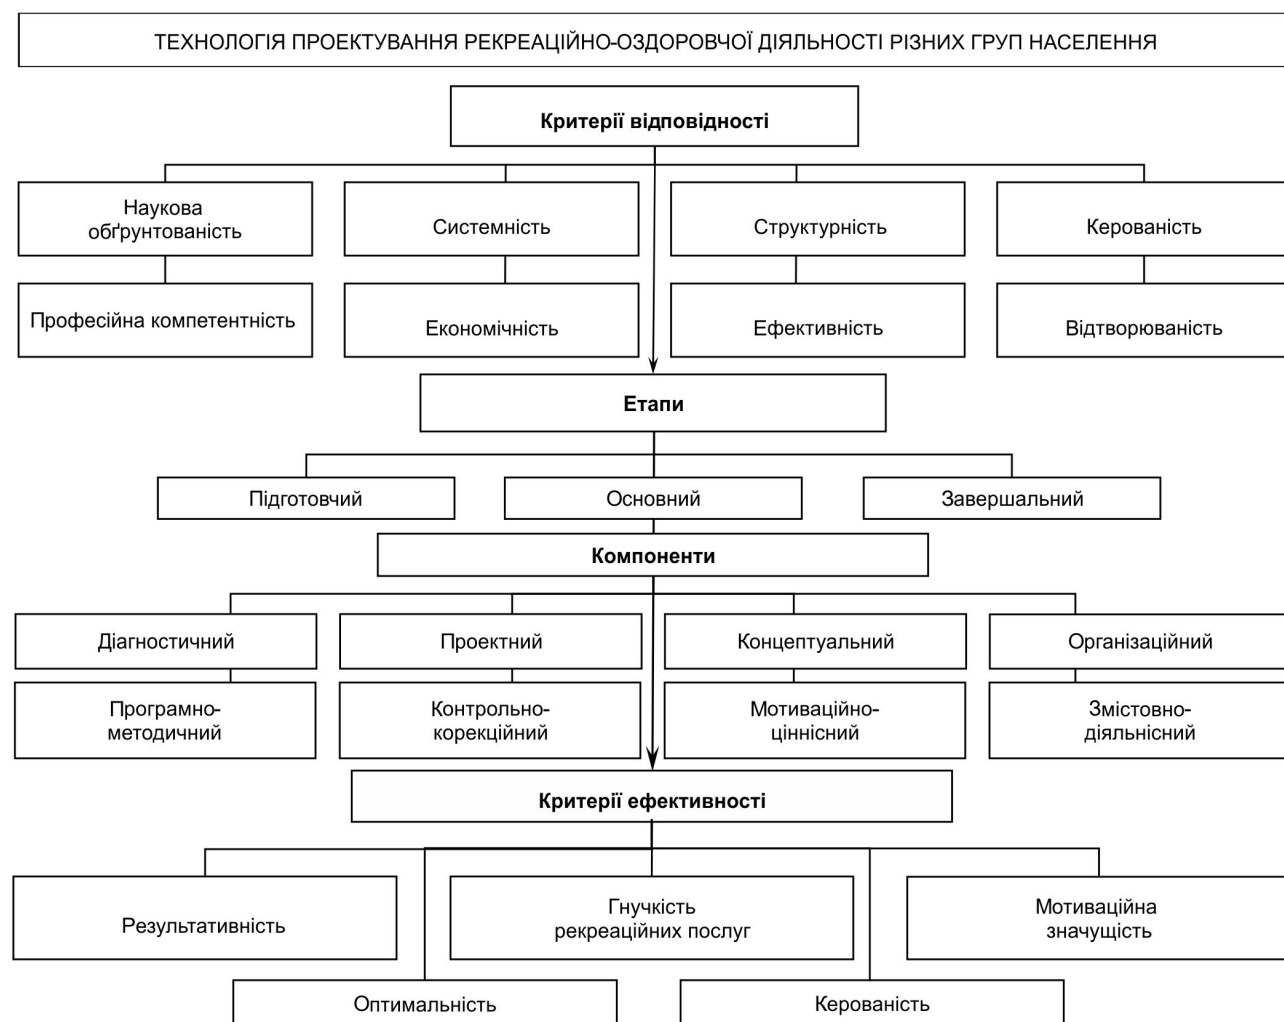 ТЕХНОЛОГІЯ ПРОЕКТУВАННЯ РЕКРЕАЦІЙНО-ОЗДОРОВЧОЇ ДІЯЛЬНОСТІ РІЗНИХ ГРУП НАСЕЛЕННЯ
Критерії відповідності
Наукова
обґрунтованість
Системність
Структурність
Керованість
Професійна компетентність
Економічність
Ефективність
Відтворюваність
Етапи
Підготовчий
Основний
Завершальний
Компоненти
Діагностичний
Проектний
Концептуальний
Організаційний
Програмно-
методичний
Контрольно-
корекційний
Мотиваційно-
ціннісний
Змістовно-
діяльнісний
Критерії ефективності
Результативність
Гнучкість
рекреаційних послуг
Мотиваційна
значущість
Оптимальність
Керованість